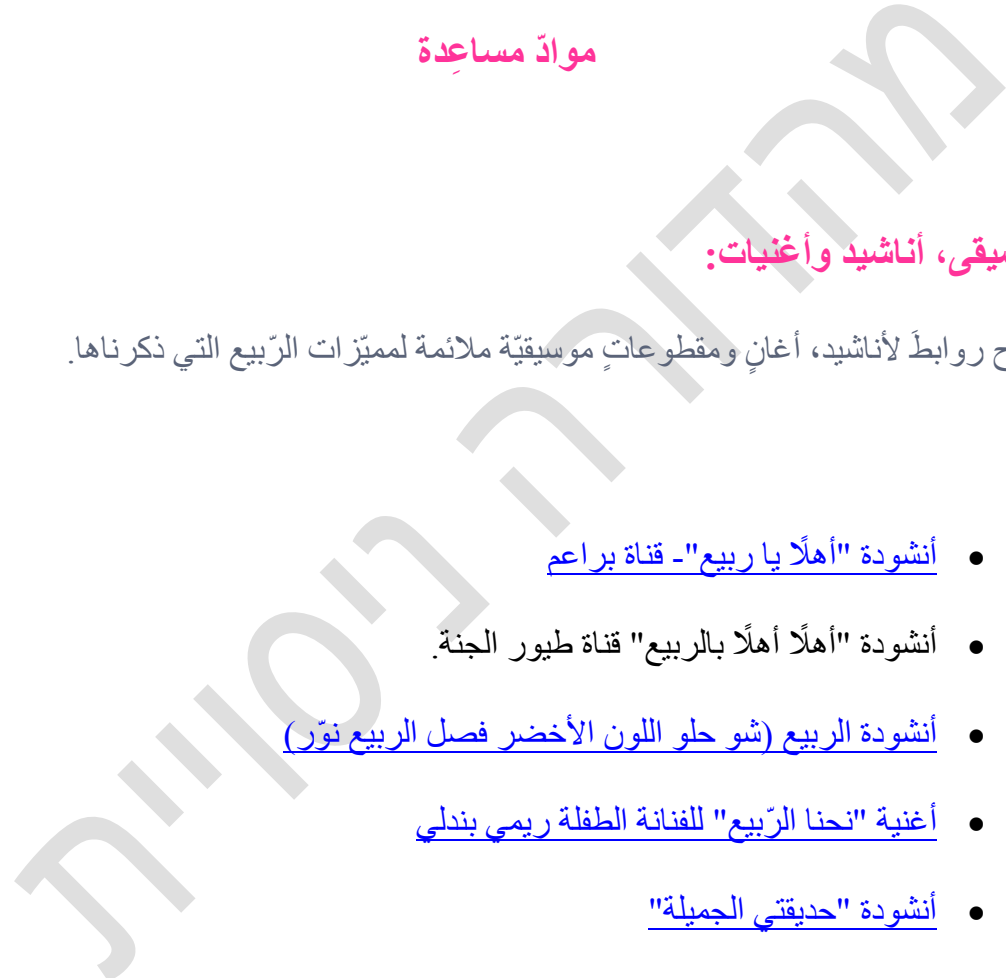 موادّ مساعِدة
أناشيد وأغنيات:
روابطَ لأناشيد، أغانٍ ومقطوعاتٍ موسيقيّة ملائمة لمميّزات الرّبيع التي ذكرناها.
• أنشودة "أهلًا يا ربيع"- قناة براعم
• أنشودة "أهلًا أهلًا بالربيع" قناة طيور الجنة.
• أنشودة الربيع (شو حلو اللون الأخضر فصل الربيع نوّر)
• أغنية "نحنا الرّبيع" للفنانة الطفلة ريمي بندلي
• أنشودة "حديقتي الجميلة"
מהדורה ניסויית